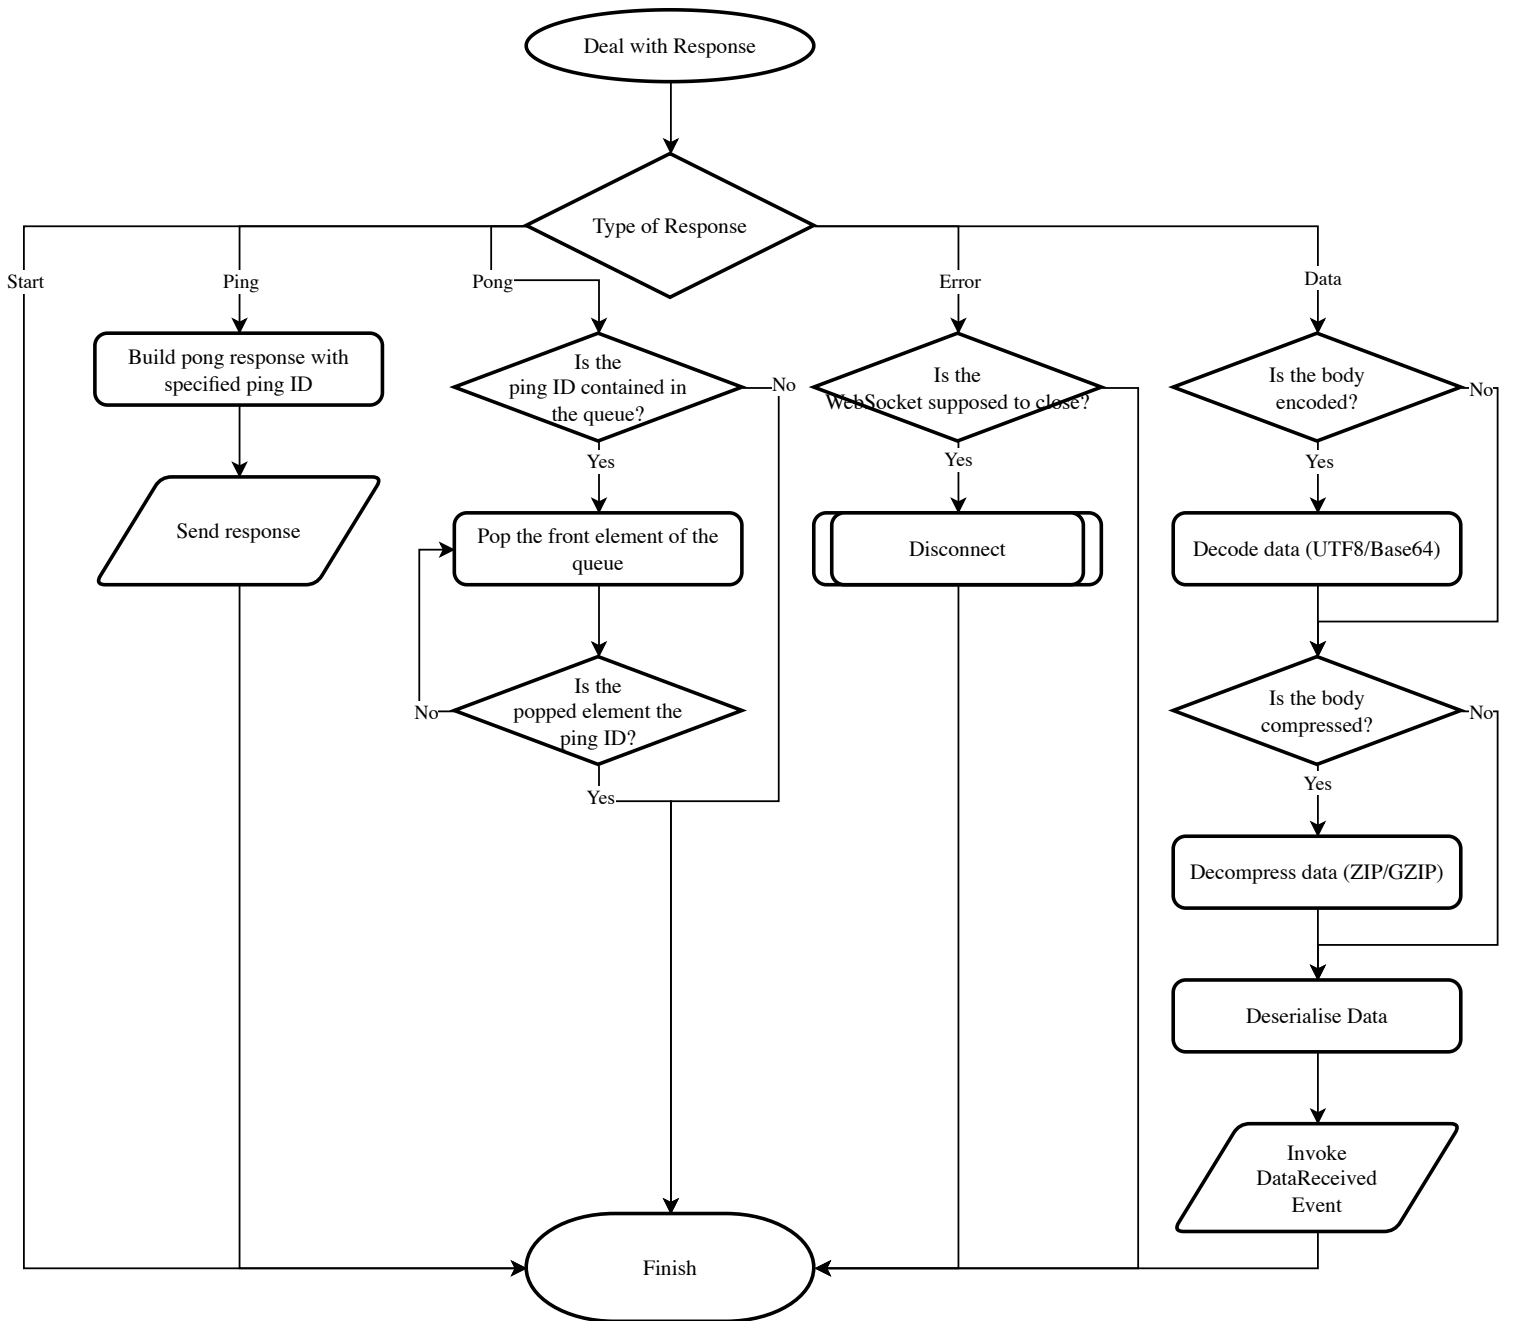 Deal with Response
Type of Response
Start
Ping
Pong
Error
Data
Build pong response with
specified ping ID
Is the
ping ID contained in
the queue?
No
Is the
WebSocket supposed to close?
Is the body
encoded?
No
Yes
Yes
Yes
Send response
Pop the front element of the
queue
Disconnect
Decode data (UTF8/Base64)
Is the
popped element the
ping ID?
No
Is the body
compressed?
No
Yes
Yes
Decompress data (ZIP/GZIP)
Deserialise Data
Invoke
DataReceived
Event
Finish